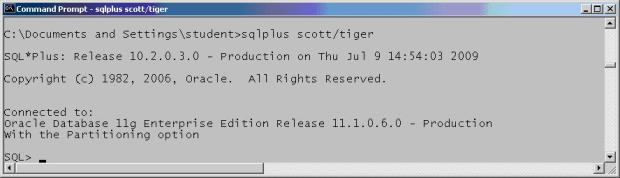 Command Prompt - sqlplus scott/tiger
C:\Documents and Settings\student>sqlplus scott/tiger
SQL*Plus: Release 10.2.0.3.0 - Production on Thu Jul 9 14:54:03 2009
Copyright (c) 1982, 2006, Oracle.  All Rights Reserved.
Connected to:
Oracle Database 11g Enterprise Edition Release 11.1.0.6.0 - Production
With the Partitioning option
SQL> _